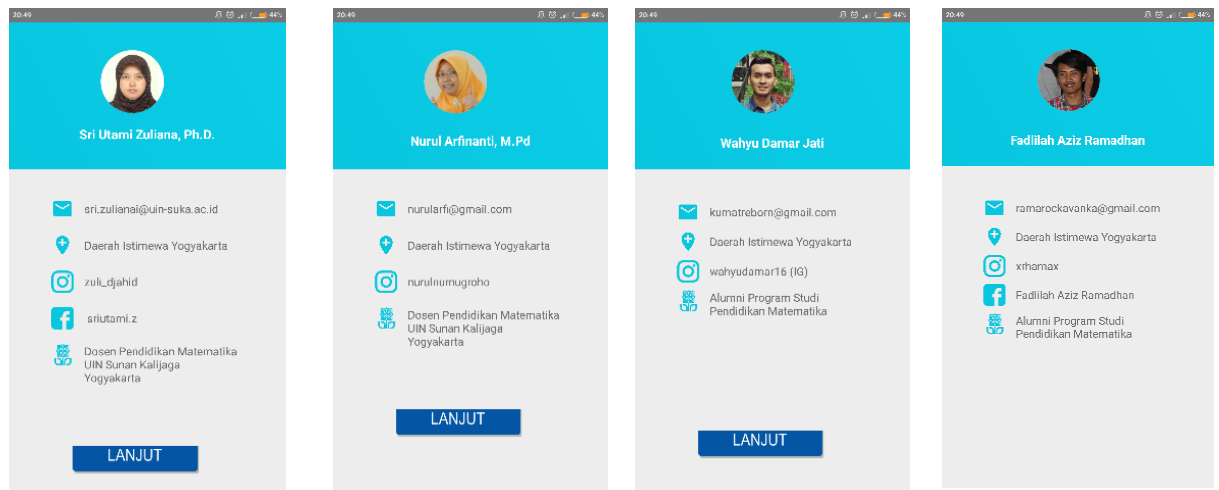 20:49
44%
Sri Utami Zuliana, Ph.D.
sri.zulianai@uin-suka.ac.id
Daerah Istimewa Yogyakarta
zuli_djahid
sriutami.z
Dosen Pendidikan Matematika
UIN Sunan Kalijaga
Yogyakarta
LANJUT
20:49
44%
Nurul Arfinanti, M.Pd
nurularfi@gmail.com
Daerah Istimewa Yogyakarta
nurulnurnugroho
Dosen Pendidikan Matematika
UIN Sunan Kalijaga
Yogyakarta
LANJUT
20:49
44%
Wahyu Damar Jati
kumatreborn@gmail.com
Daerah Istimewa Yogyakarta
wahyudamar16 (IG)
Alumni Program Studi
Pendidikan Matematika
LANJUT
20:49
44%
Fadlilah Aziz Ramadhan
ramarockavanka@gmail.com
Daerah Istimewa Yogyakarta
xrhamax
Fadlilah Aziz Ramadhan
Alumni Program Studi
Pendidikan Matematika